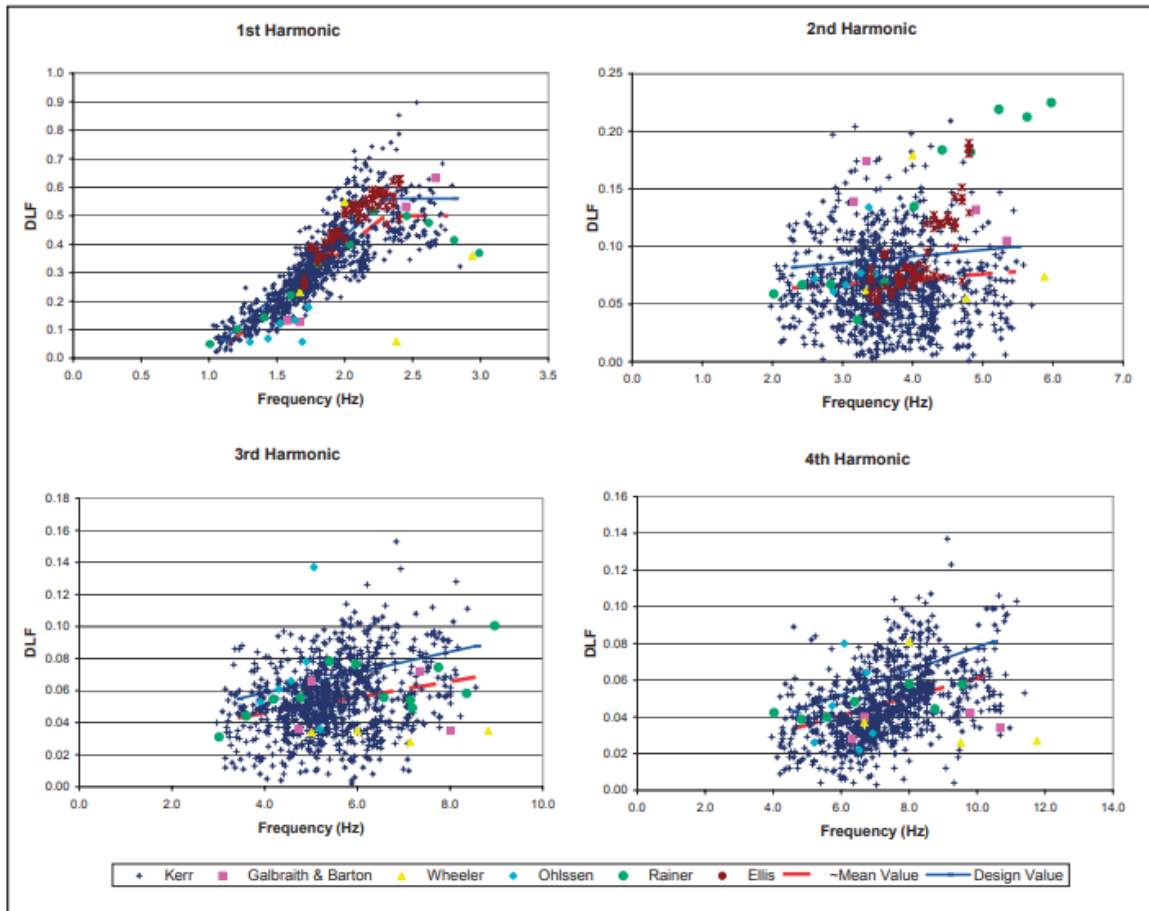 1st Harmonic
1.0
0.9
0.8
0.7
0.6
0.5
0.4
0.3
0.2
0.1
0.0
DLF
0.0 0.5 1.0 1.5 2.0 2.5 3.0 3.5
Frequency (Hz)
2nd Harmonic
0.25
0.20
0.15
0.10
0.05
0.00
DLF
0.0 1.0 2.0 3.0 4.0 5.0 6.0 7.0
Frequency (Hz)
3rd Harmonic
0.18
0.16
0.14
0.12
0.10
0.08
0.06
0.04
0.02
0.00
DLF
0.0 2.0 4.0 6.0 8.0 10.0
Frequency (Hz)
4th Harmonic
0.16
0.14
0.12
0.10
0.08
0.06
0.04
0.02
0.00
DLF
0.0 2.0 4.0 6.0 8.0 10.0 12.0 14.0
Frequency (Hz)
Kerr Galbraith & Barton Wheeler Ohlssen Rainer Ellis ~Mean Value Design Value